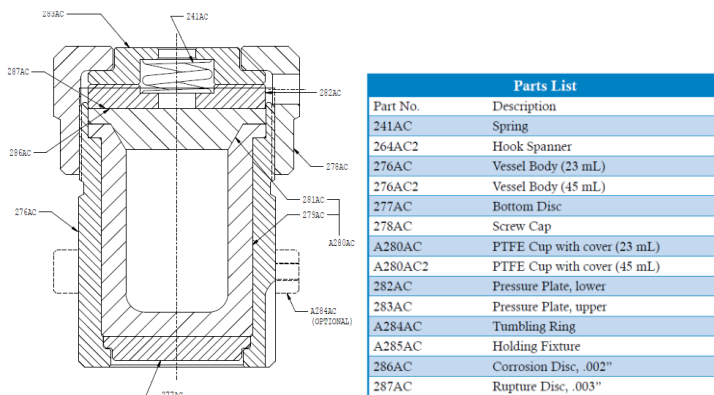 283AC
241AC
287AC
282AC
286AC
278AC
281AC
279AC
276AC
A280AC
A284AC
(OPTIONAL)
277AC
Parts List
Part No. Description
241AC Spring
264AC2 Hook Spanner
276AC Vessel Body (23 mL)
276AC2 Vessel Body (45 mL)
277AC Bottom Disc
278AC Screw Cap
A280AC PTFE Cup with cover (23 mL)
A280AC2 PTFE Cup with cover (45 mL)
282AC Pressure Plate, lower
283AC Pressure Plate, upper
A284AC Tumbling Ring
A285AC Holding Fixture
286AC Corrosion Disc, .002”
287AC Rupture Disc, .003”